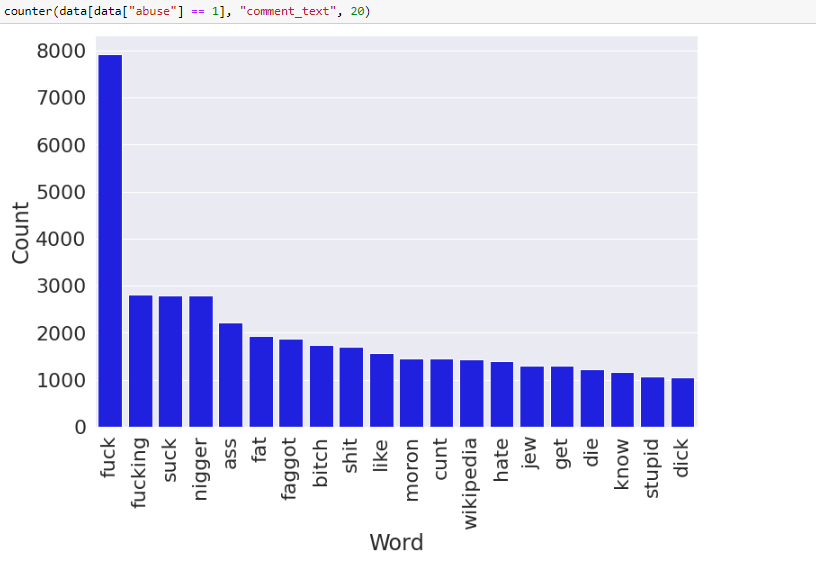 counter(data[data["abuse"] == 1], "comment_text", 20)
8000
7000
6000
5000
4000
3000
2000
1000
0
Count
fuck
fucking
suck
nigger
ass
fat
faggot
bitch
shit
like
moron
cunt
wikipedia
hate
jew
get
die
know
stupid
dick
Word